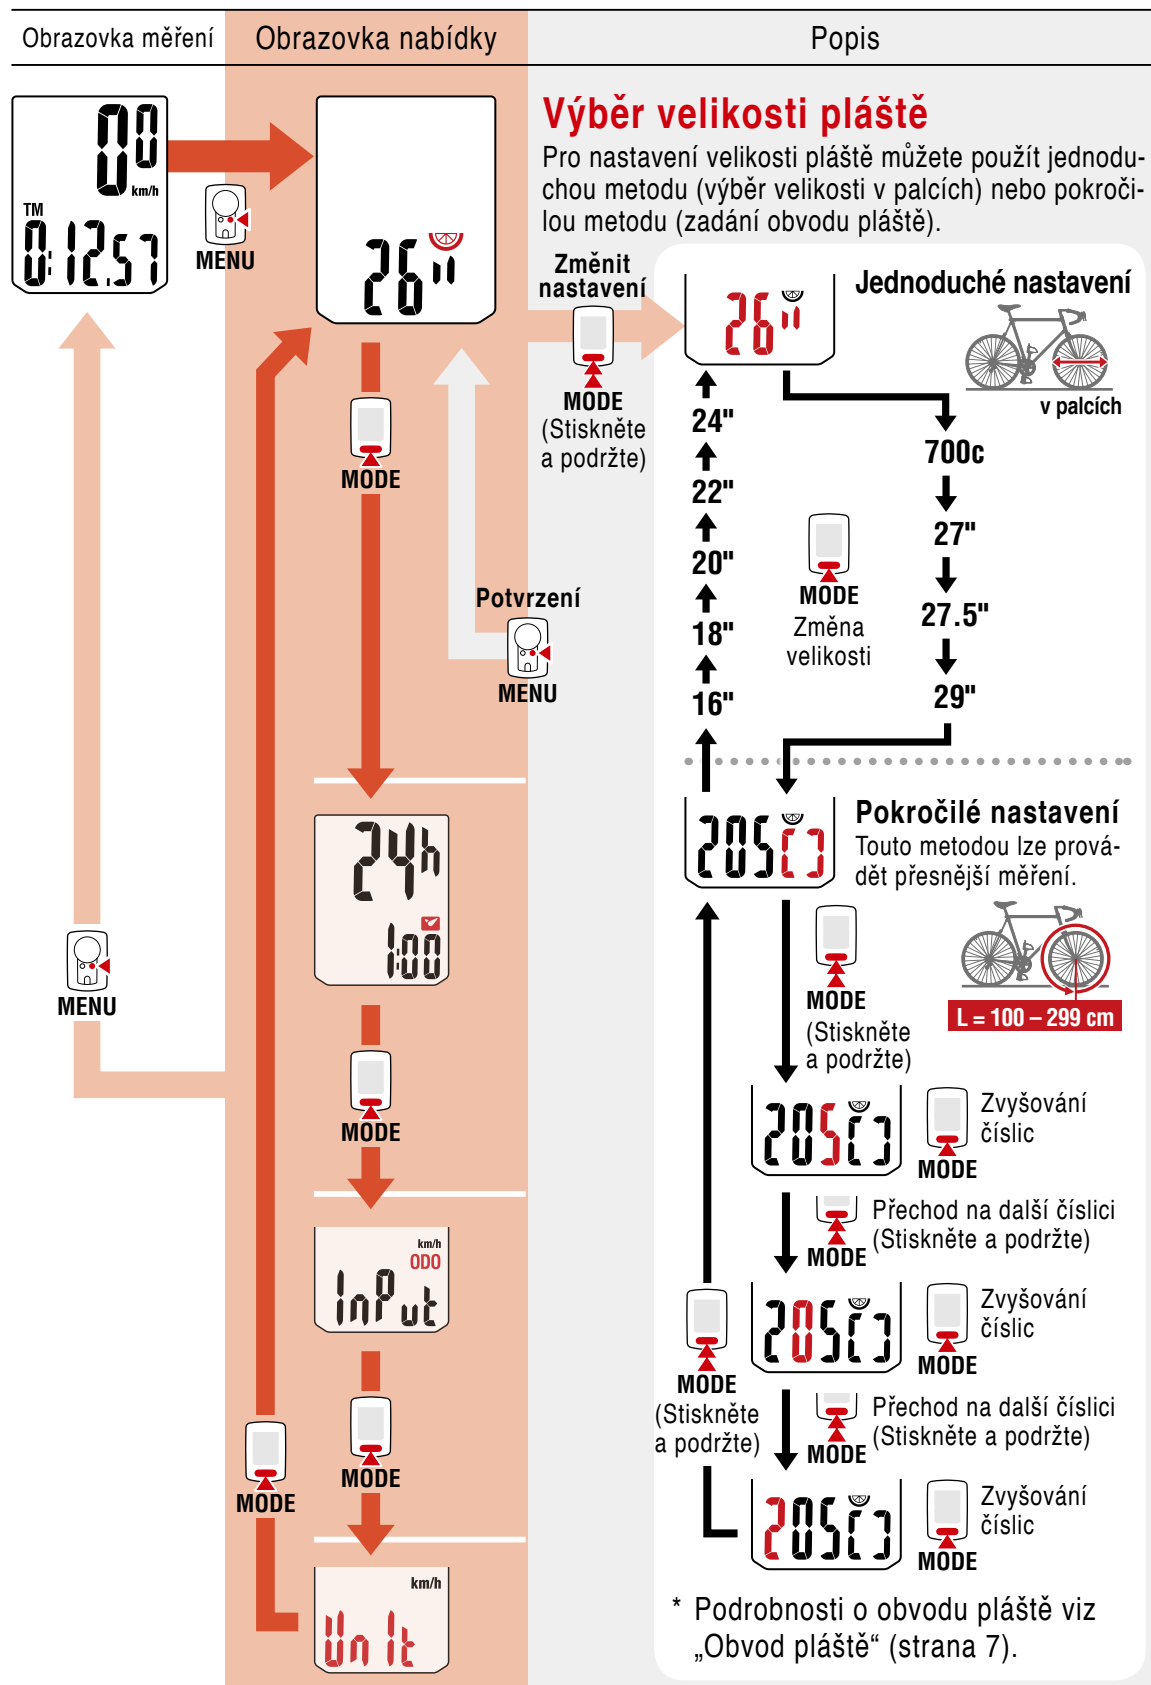 Obrazovka měření
Obrazovka nabídky
Popis
00
km/h
TM
0:12.57
MENU
26"
Výběr velikosti pláště
Pro nastavení velikosti pláště můžete použít jednodu-
chou metodu (výběr velikosti v palcích) nebo pokroči-
lou metodu (zadání obvodu pláště).
Změnit
nastavení
MODE
(Stiskněte
a podržte)
26"
Jednoduché nastavení
v palcích
MODE
24"
22"
20"
18"
16"
700c
27"
27.5"
29"
MODE
Změna
velikosti
Potvrzení
MENU
24h
1:00
205[]
Pokročilé nastavení
Touto metodou lze prová-
dět přesnější měření.
L = 100 – 299 cm
MODE
(Stiskněte
a podržte)
MENU
MODE
205[]
Zvyšování
číslic
MODE
Přechod na další číslici
(Stiskněte a podržte)
MODE
km/h
ODO
InPut
205[]
Zvyšování
číslic
MODE
MODE
(Stiskněte
a podržte)
Přechod na další číslici
(Stiskněte a podržte)
MODE
MODE
MODE
205[]
Zvyšování
číslic
MODE
km/h
UnIt
* Podrobnosti o obvodu pláště viz
„Obvod pláště“ (strana 7).